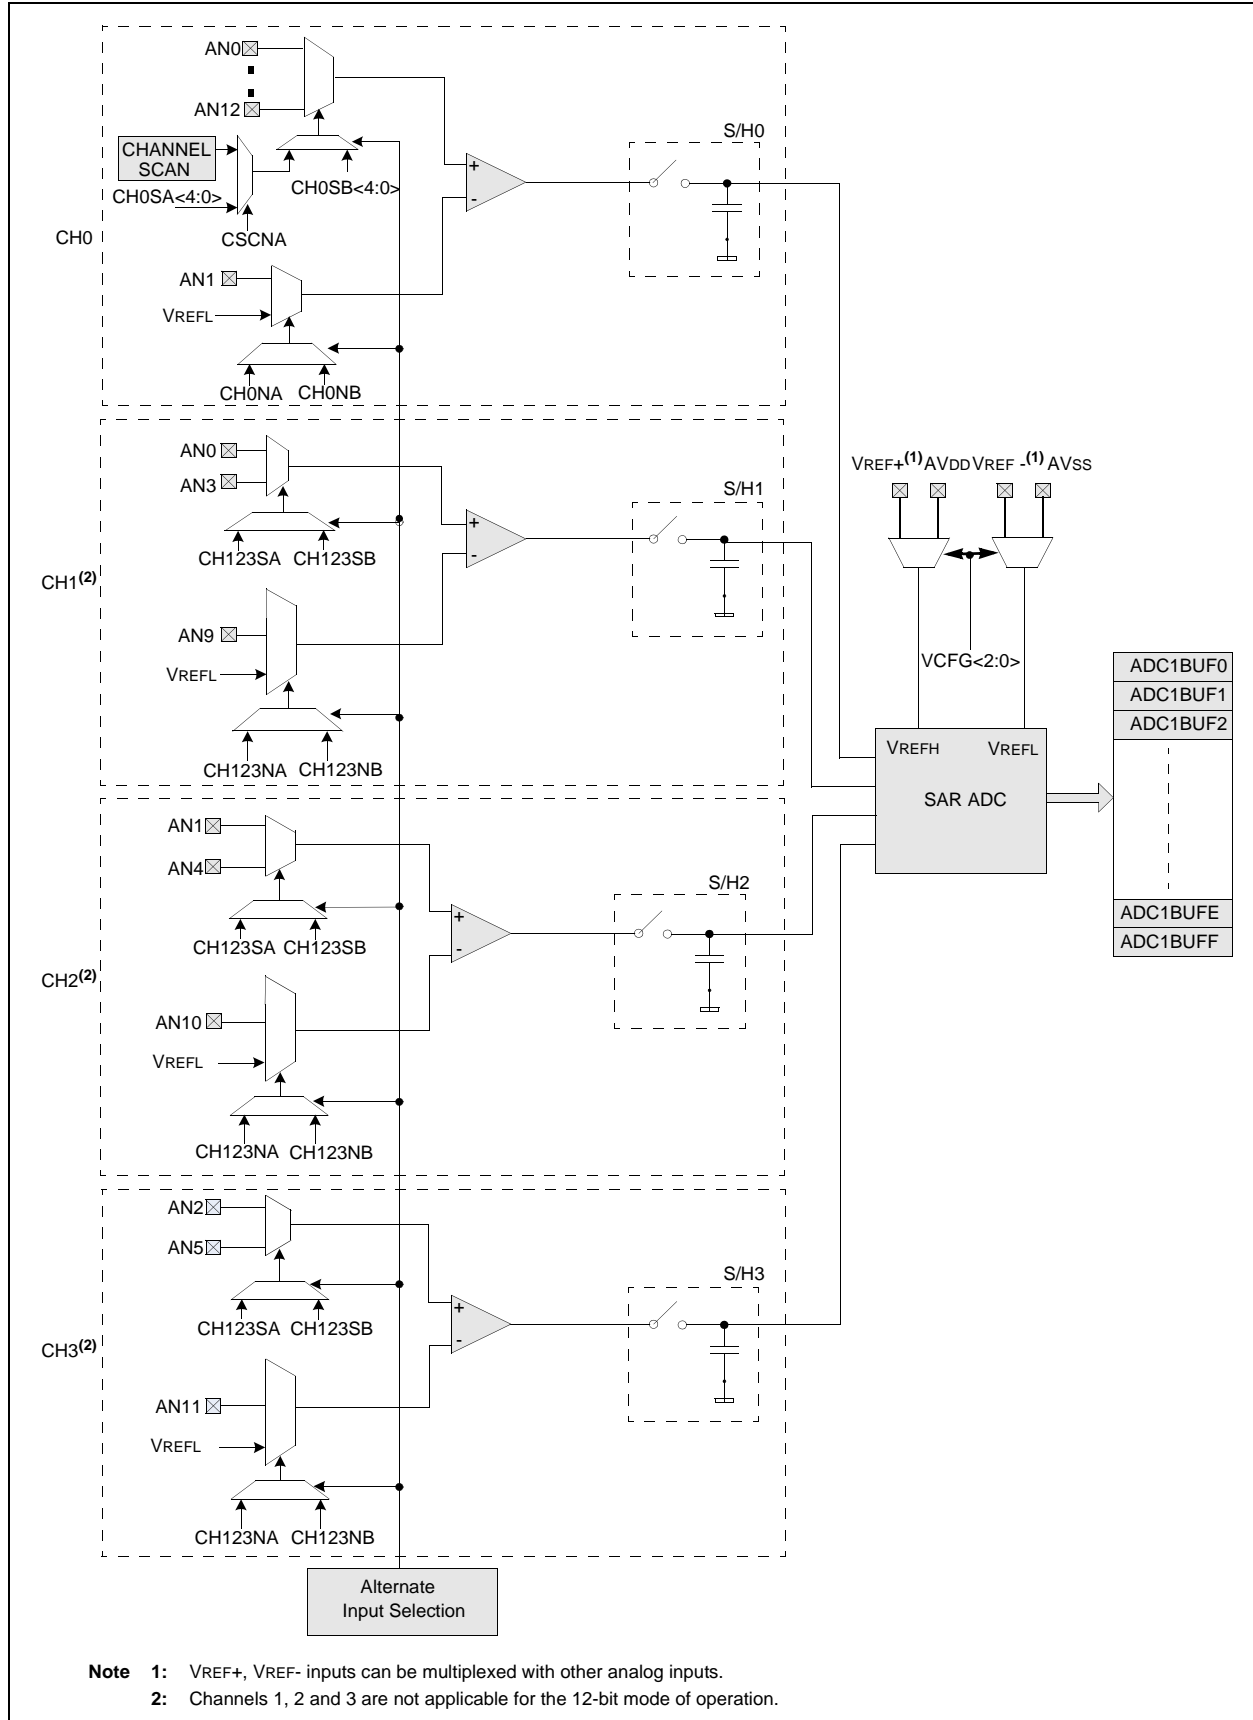 AN0
AN12
CHANNEL
SCAN
CH0SA<4:0>
CH0SB<4:0>
CSCNA
CH0
AN1
VREFL
CH0NA CH0NB
+
-
S/H0
AN0
AN3
CH123SA CH123SB
CH1(2)
AN9
VREFL
CH123NA CH123NB
+
-
S/H1
AN1
AN4
CH123SA CH123SB
CH2(2)
AN10
VREFL
CH123NA CH123NB
+
-
S/H2
AN2
AN5
CH123SA CH123SB
CH3(2)
AN11
VREFL
CH123NA CH123NB
+
-
S/H3
VREF+(1) AVDD VREF -(1) AVSS
VCFG<2:0>
VREFH VREFL
SAR ADC
ADC1BUF0
ADC1BUF1
ADC1BUF2
ADC1BUFE
ADC1BUFF
Alternate
Input Selection
Note 1: VREF+, VREF- inputs can be multiplexed with other analog inputs.
2: Channels 1, 2 and 3 are not applicable for the 12-bit mode of operation.